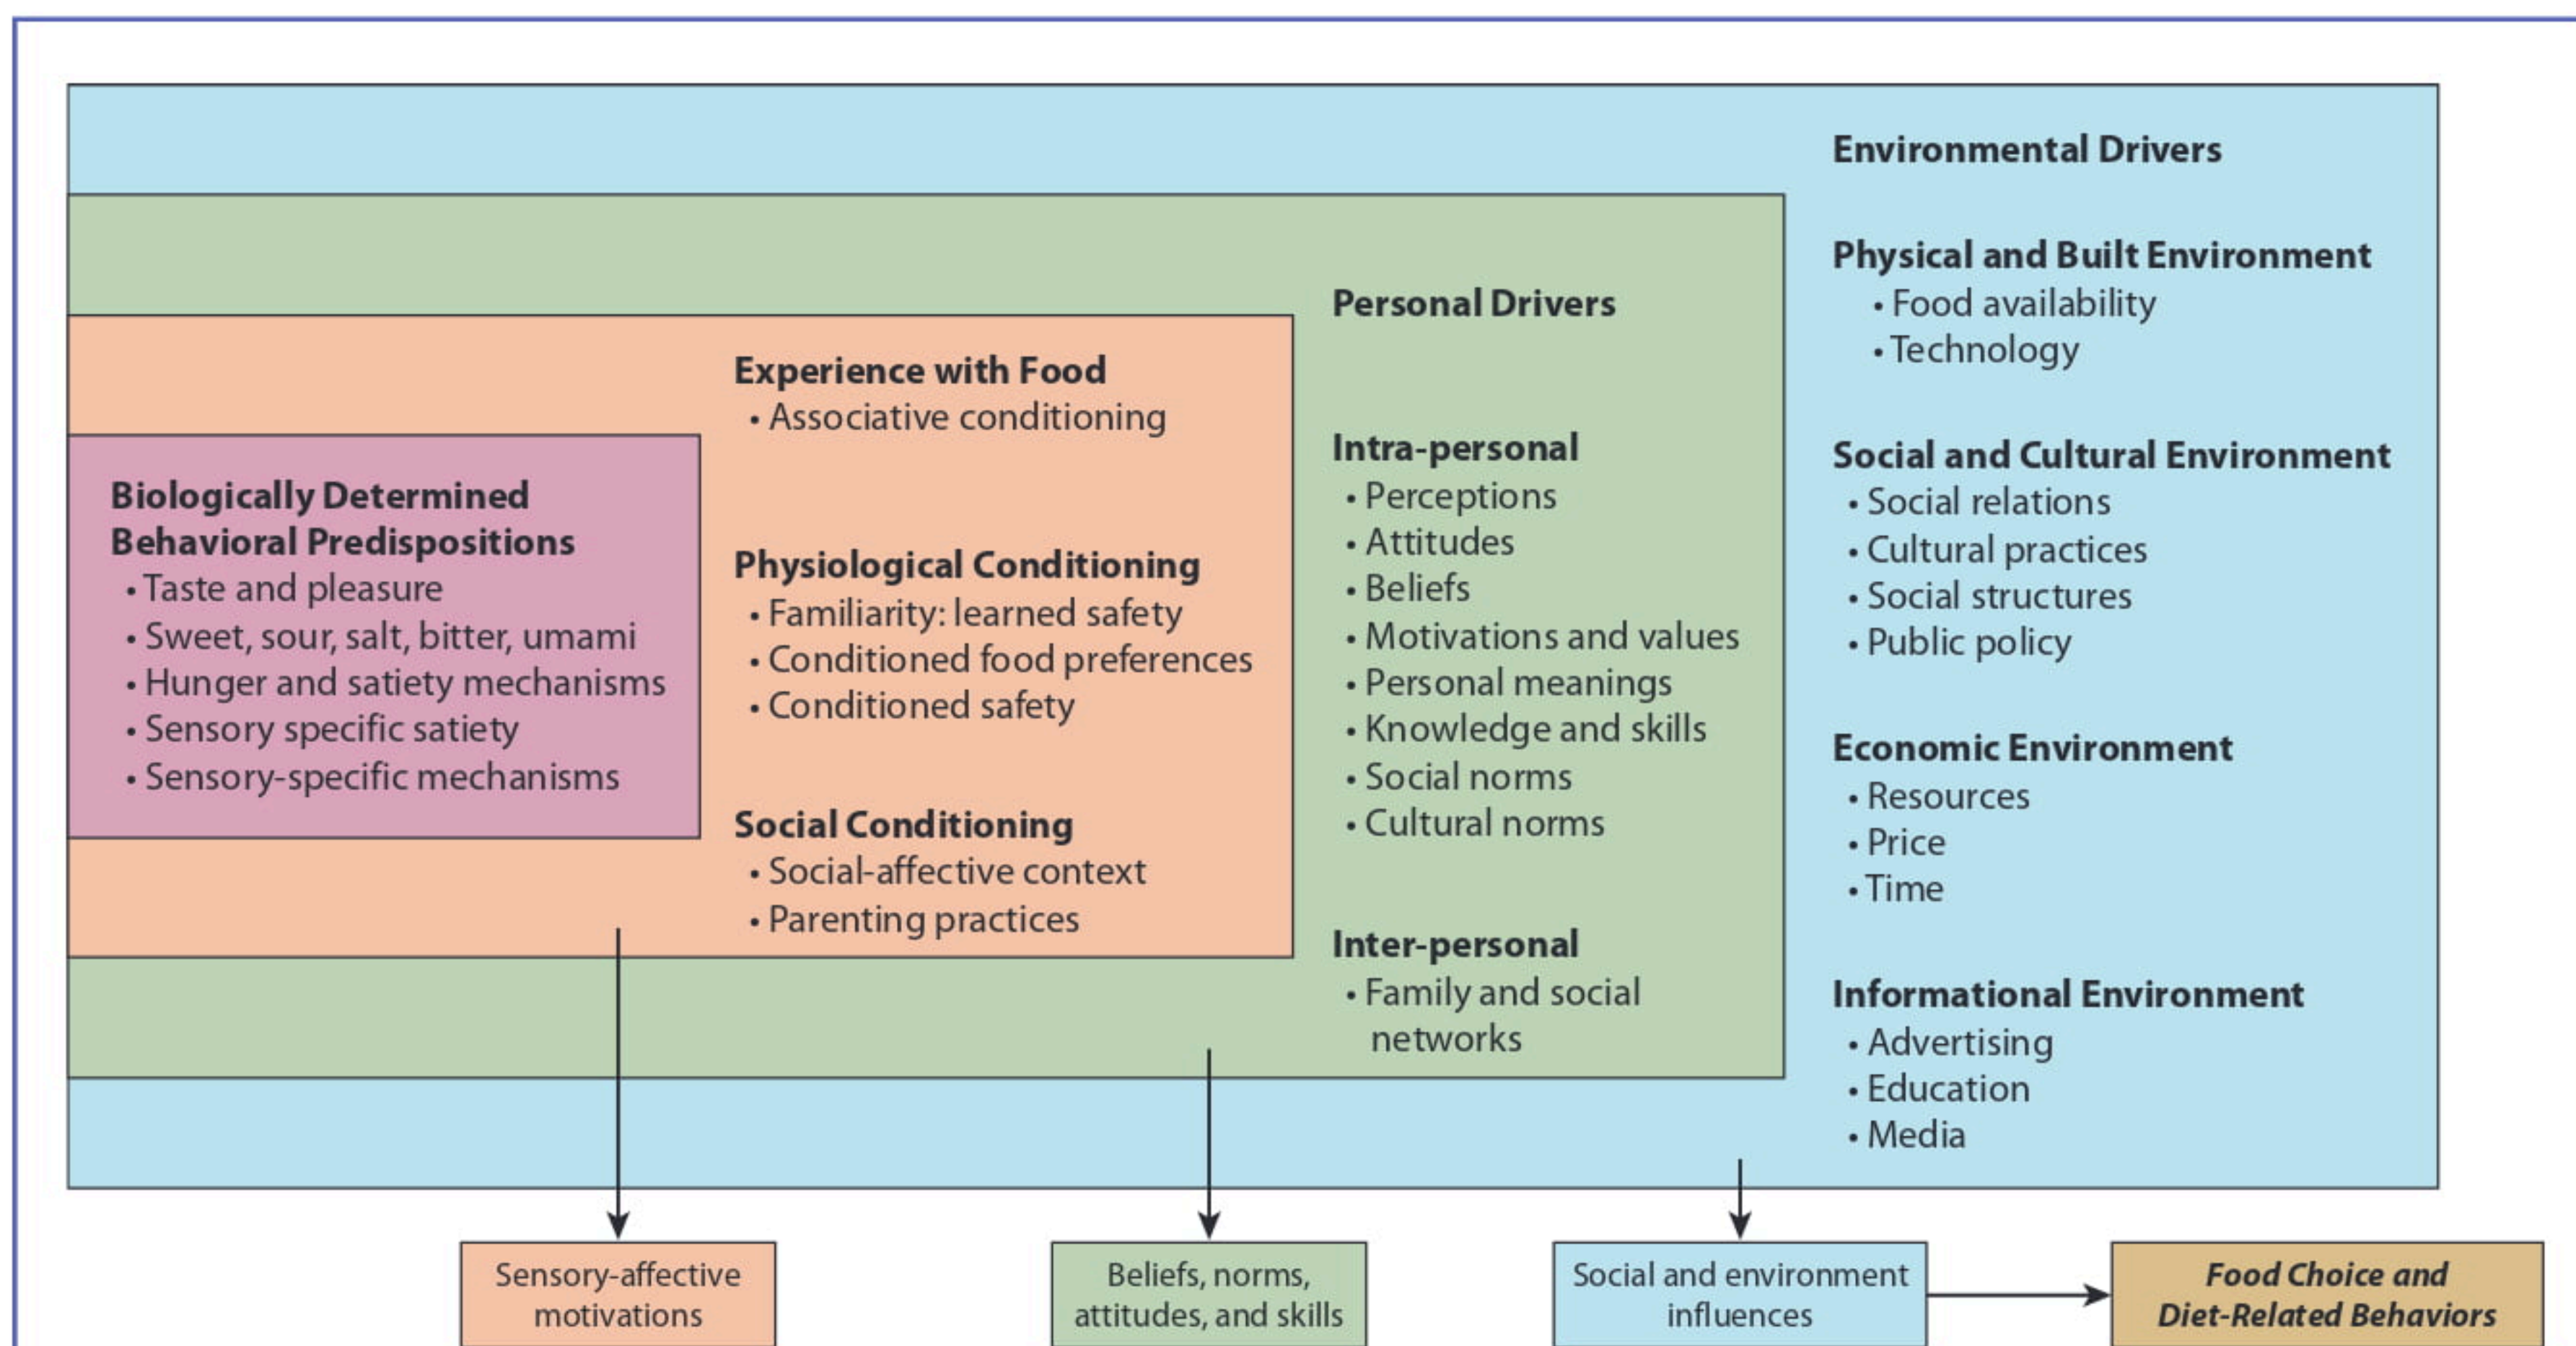 Environmental Drivers
Physical and Built Environment
• Food availability
• Technology
Social and Cultural Environment
• Social relations
• Cultural practices
• Social structures
• Public policy
Economic Environment
• Resources
• Price
• Time
Informational Environment
• Advertising
• Education
• Media
Personal Drivers
Intra-personal
• Perceptions
• Attitudes
• Beliefs
• Motivations and values
• Personal meanings
• Knowledge and skills
• Social norms
• Cultural norms
Inter-personal
• Family and social
networks
Experience with Food
• Associative conditioning
Physiological Conditioning
• Familiarity: learned safety
• Conditioned food preferences
• Conditioned safety
Social Conditioning
• Social-affective context
• Parenting practices
Biologically Determined
Behavioral Predispositions
• Taste and pleasure
• Sweet, sour, salt, bitter, umami
• Hunger and satiety mechanisms
• Sensory specific satiety
• Sensory-specific mechanisms
Sensory-affective
motivations
Beliefs, norms,
attitudes, and skills
Social and environment
influences
Food Choice and
Diet-Related Behaviors